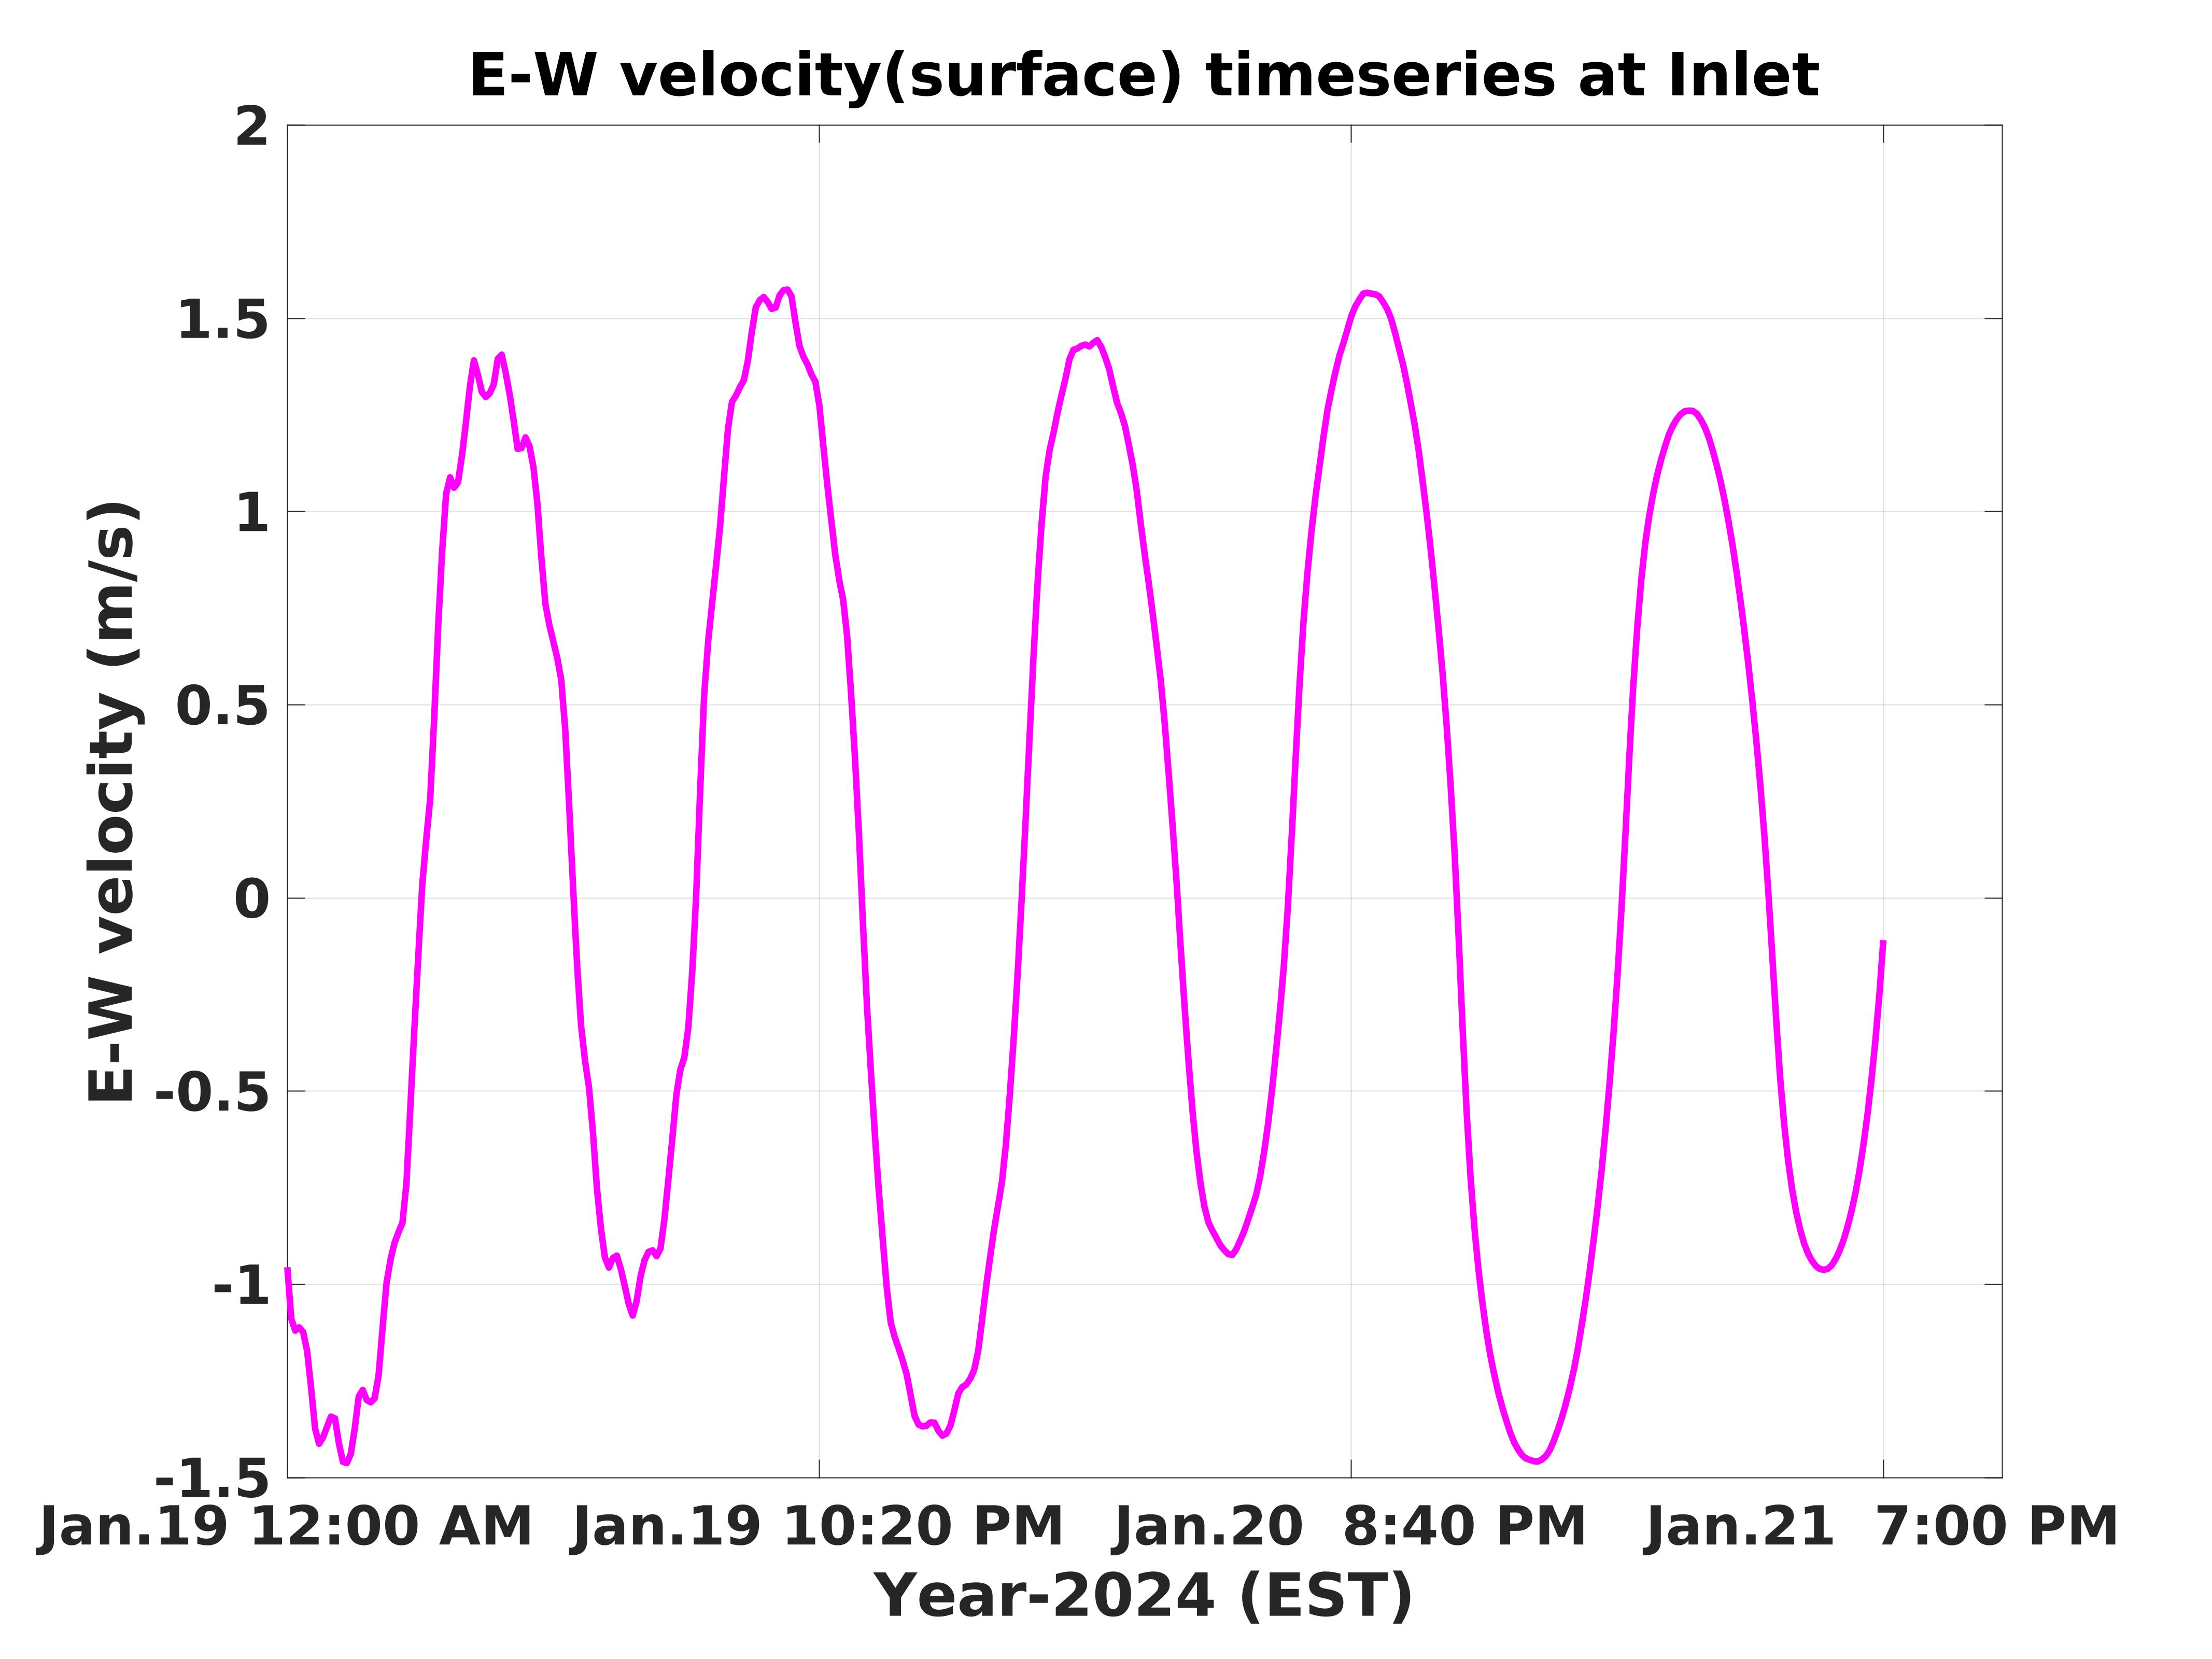 E-W velocity(surface) timeseries at Inlet
E-W velocity (m/s)
2
1.5
1
0.5
0
-0.5
-1
-1.5
Jan.19 12:00 AM Jan.19 10:20 PM Jan.20 8:40 PM Jan.21 7:00 PM
Year-2024 (EST)